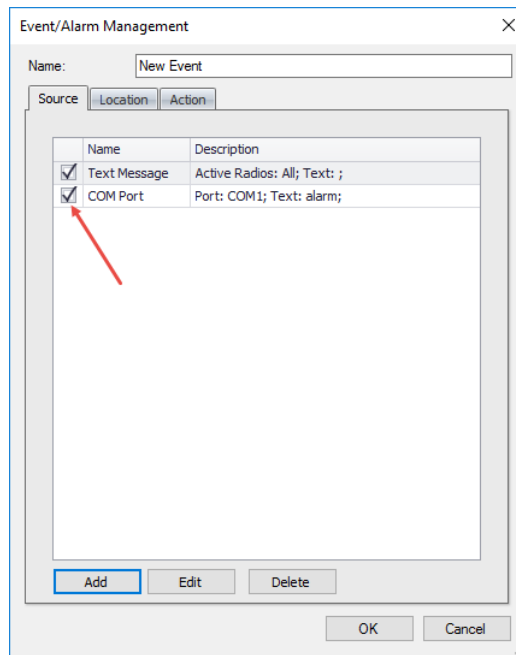 Event/Alarm Management
Name: New Event
Source Location Action
Name Description
Text Message Active Radios: All; Text: ;
COM Port Port: COM1; Text: alarm;
Add Edit Delete
OK Cancel